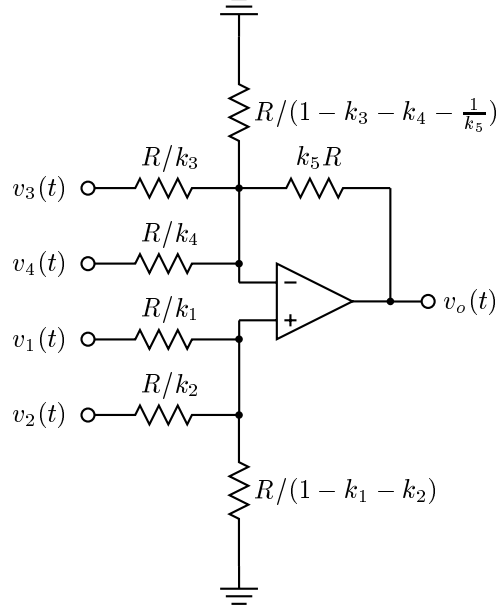 R/(1 − k₃ − k₄ − 1/k₅)
R/k₃
k₅R
v₃(t)
R/k₄
v₄(t)
−
R/k₁
vₒ(t)
+
v₁(t)
R/k₂
v₂(t)
R/(1 − k₁ − k₂)